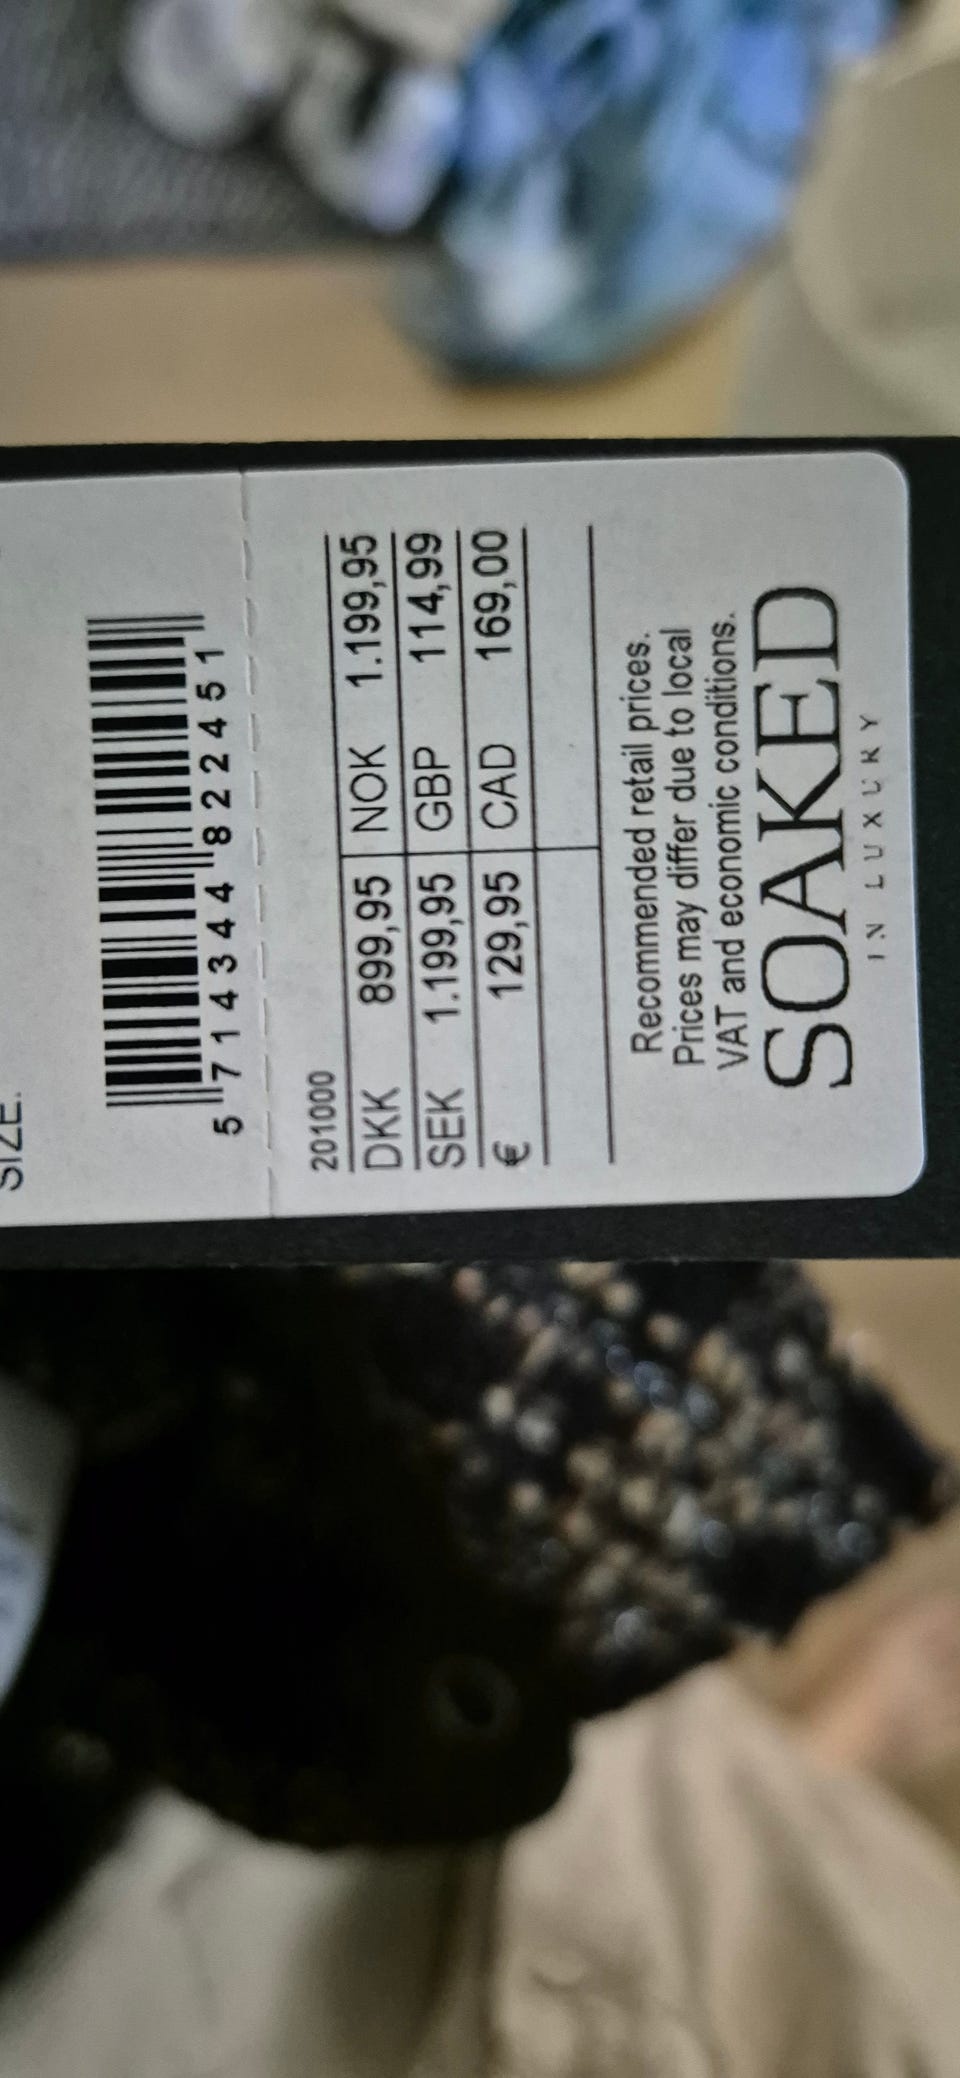 SIZE:
5 714344 822451
201000
DKK 899,95 NOK 1.199,95
SEK 1.199,95 GBP 114,99
€ 129,95 CAD 169,00
Recommended retail prices.
Prices may differ due to local
VAT and economic conditions.
SOAKED
IN LUXURY